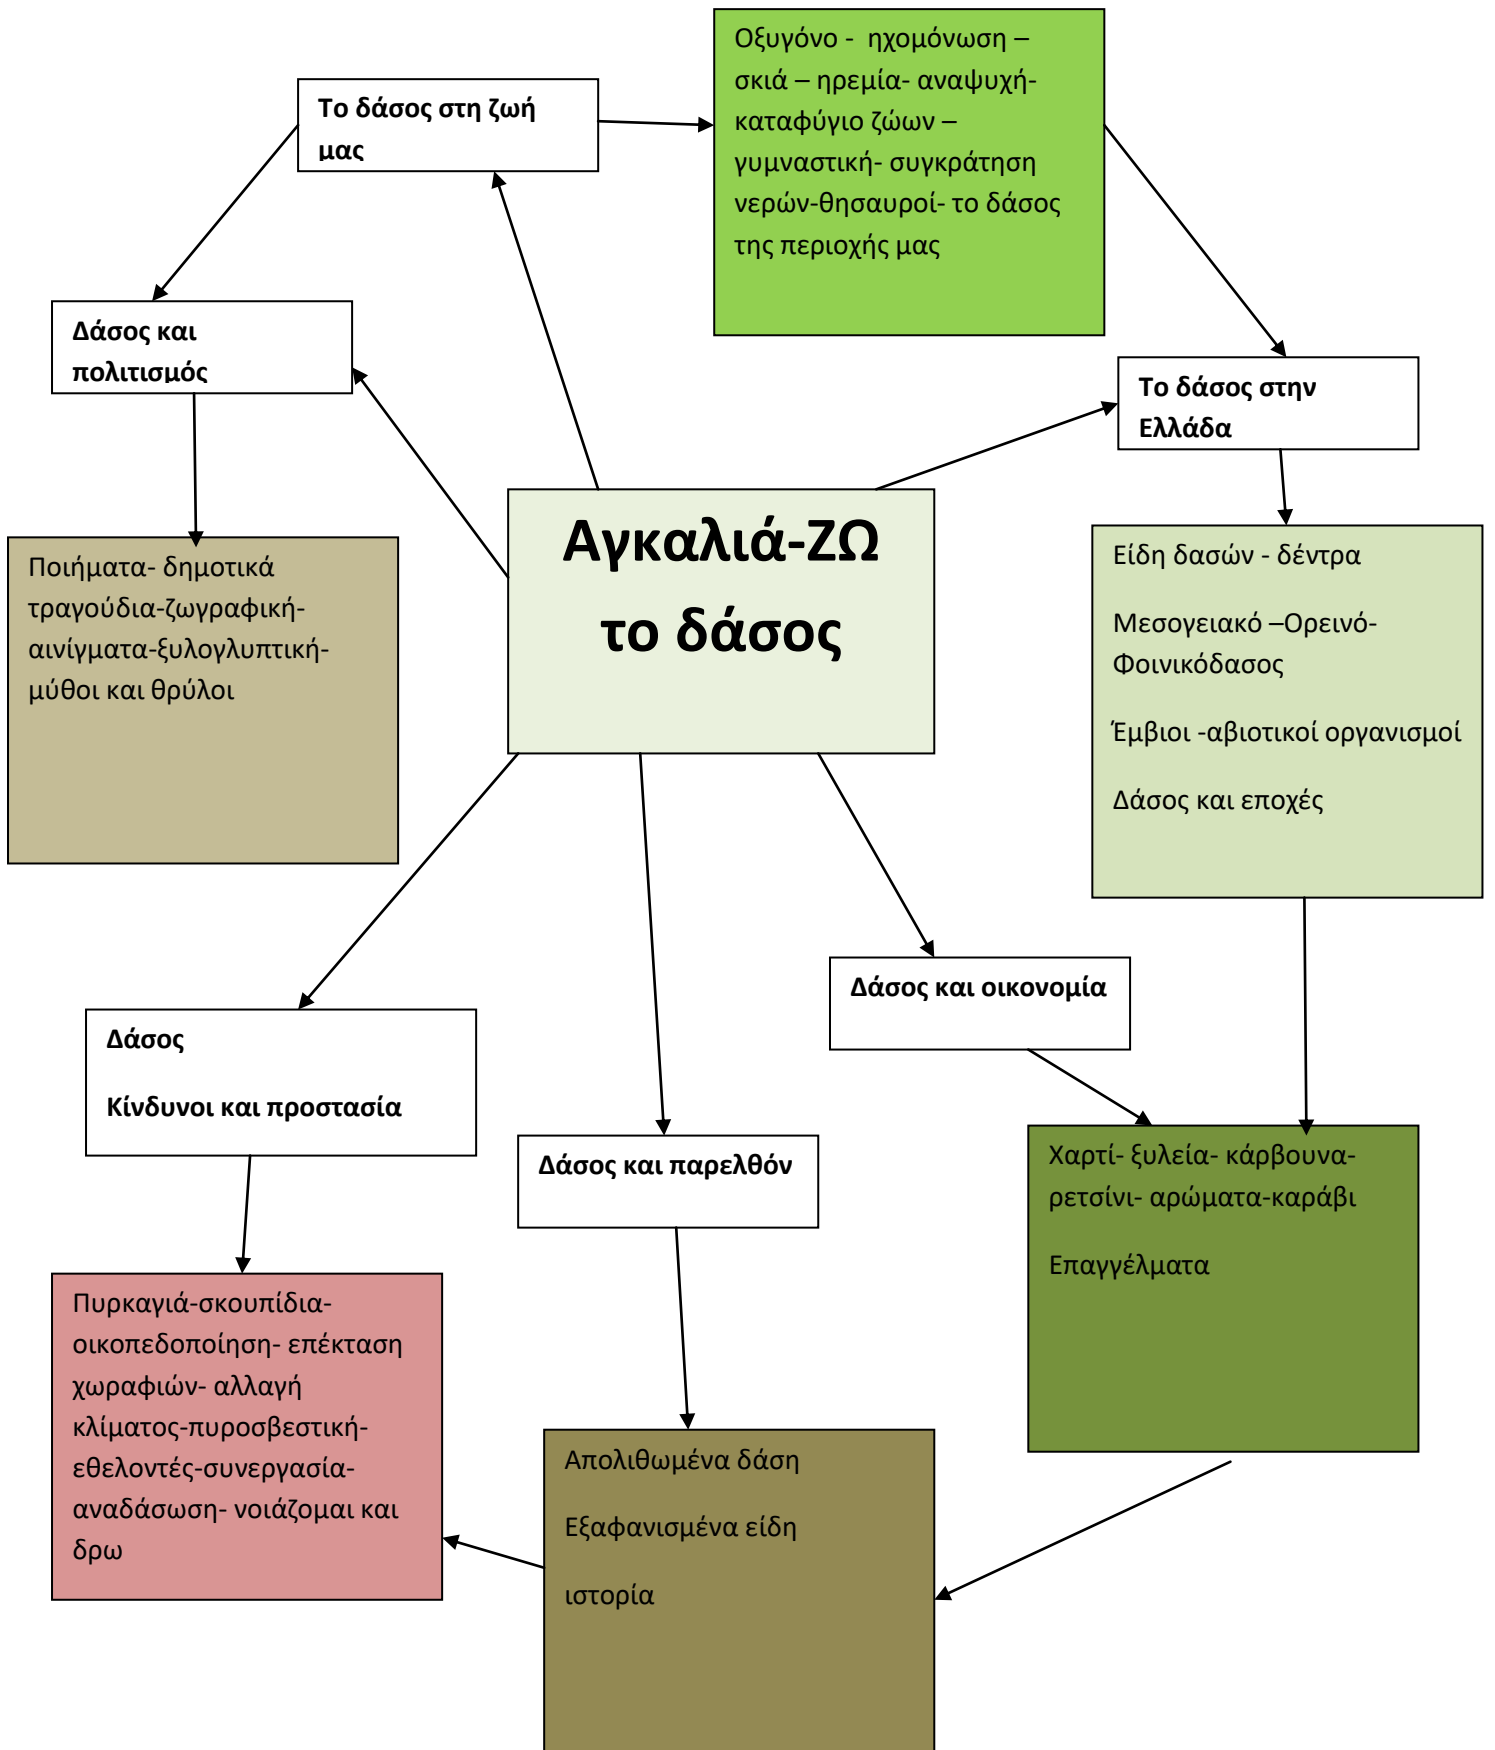 Οξυγόνο -  ηχομόνωση –
σκιά – ηρεμία- αναψυχή-
καταφύγιο ζώων –
γυμναστική- συγκράτηση
νερών-θησαυροί- το δάσος
της περιοχής μας
Το δάσος στη ζωή
μας
Δάσος και
πολιτισμός
Το δάσος στην
Ελλάδα
Αγκαλιά-ΖΩ
το δάσος
Ποιήματα- δημοτικά
τραγούδια-ζωγραφική-
αινίγματα-ξυλογλυπτική-
μύθοι και θρύλοι
Είδη δασών - δέντρα
Μεσογειακό –Ορεινό-
Φοινικόδασος
Έμβιοι -αβιοτικοί οργανισμοί
Δάσος και εποχές
Δάσος και οικονομία
Δάσος
Κίνδυνοι και προστασία
Δάσος και παρελθόν
Χαρτί- ξυλεία- κάρβουνα-
ρετσίνι- αρώματα-καράβι
Επαγγέλματα
Πυρκαγιά-σκουπίδια-
οικοπεδοποίηση- επέκταση
χωραφιών- αλλαγή
κλίματος-πυροσβεστική-
εθελοντές-συνεργασία-
αναδάσωση- νοιάζομαι και
δρω
Απολιθωμένα δάση
Εξαφανισμένα είδη
ιστορία